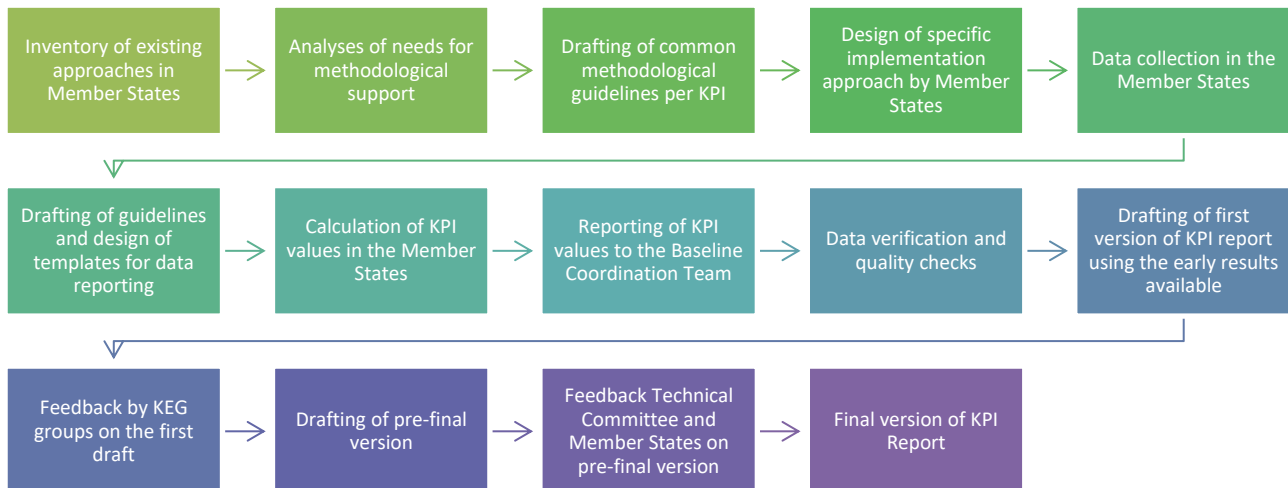 Inventory of existing
approaches in
Member States
Analyses of needs for
methodological
support
Drafting of common
methodological
guidelines per KPI
Design of specific
implementation
approach by Member
States
Data collection in the
Member States
Drafting of guidelines
and design of
templates for data
reporting
Calculation of KPI
values in the Member
States
Reporting of KPI
values to the Baseline
Coordination Team
Data verification and
quality checks
Drafting of first
version of KPI report
using the early results
available
Feedback by KEG
groups on the first
draft
Drafting of pre-final
version
Feedback Technical
Committee and
Member States on
pre-final version
Final version of KPI
Report